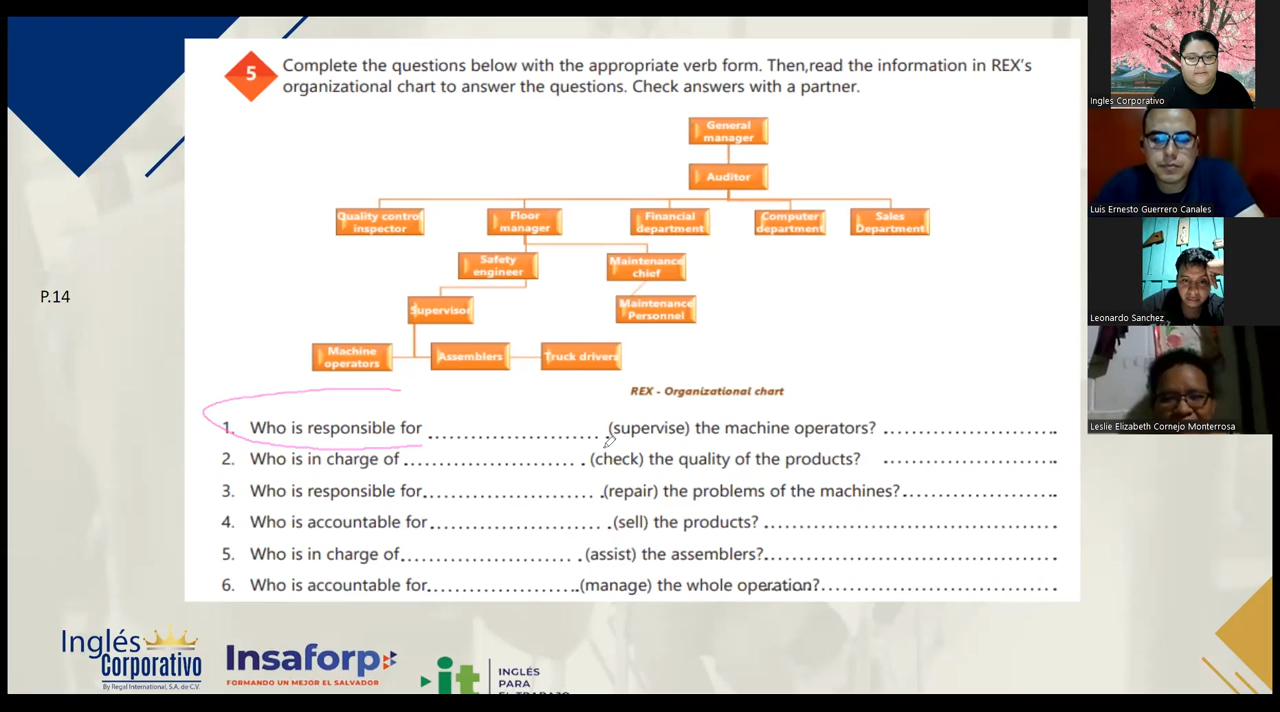 5
Complete the questions below with the appropriate verb form. Then,read the information in REX's
organizational chart to answer the questions. Check answers with a partner.
General
manager
Auditor
Quality control
inspector
Floor
manager
Financial
department
Computer
department
Sales
Department
Safety
engineer
Maintenance
chief
Supervisor
Maintenance
Personnel
Machine
operators
Assemblers
Truck drivers
REX - Organizational chart
P.14
1. Who is responsible for ........................ (supervise) the machine operators? ........................
2. Who is in charge of ........................ (check) the quality of the products? ........................
3. Who is responsible for........................ (repair) the problems of the machines?........................
4. Who is accountable for........................ (sell) the products? ........................
5. Who is in charge of........................ (assist) the assemblers?........................
6. Who is accountable for........................(manage) the whole operation?........................
Inglés
Corporativo
By Regal International, S.A. de C.V.
Insaforp
FORMANDO UN MEJOR EL SALVADOR
it
INGLÉS
PARA
EL TRABAJO
Ingles Corporativo
Luis Ernesto Guerrero Canales
Leonardo Sanchez
Leslie Elizabeth Cornejo Monterrosa